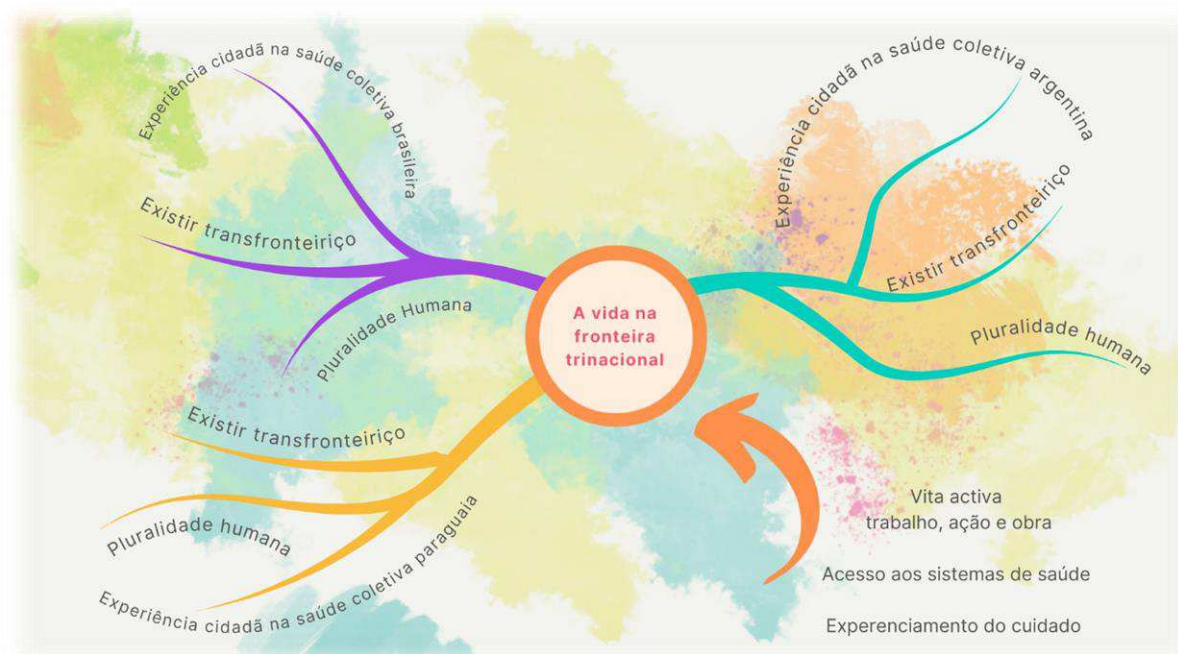 Experiência cidadã na saúde coletiva brasileira
Existir transfronteiriço
Pluralidade Humana
Existir transfronteiriço
Pluralidade humana
Experiência cidadã na saúde coletiva paraguaia
A vida na
fronteira
trinacional
Experiência cidadã na saúde coletiva argentina
Existir transfronteiriço
Pluralidade humana
Vita activa
trabalho, ação e obra
Acesso aos sistemas de saúde
Experenciamento do cuidado